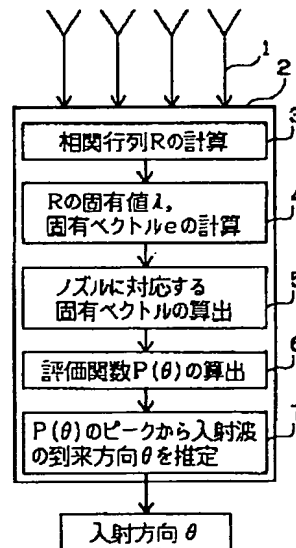 1
2
相関行列Rの計算
3
Rの固有値λ,
固有ベクトルeの計算
4
ノズルに対応する
固有ベクトルの算出
5
評価関数P(θ)の算出
6
P(θ)のピークから入射波
の到来方向θを推定
7
入射方向θ